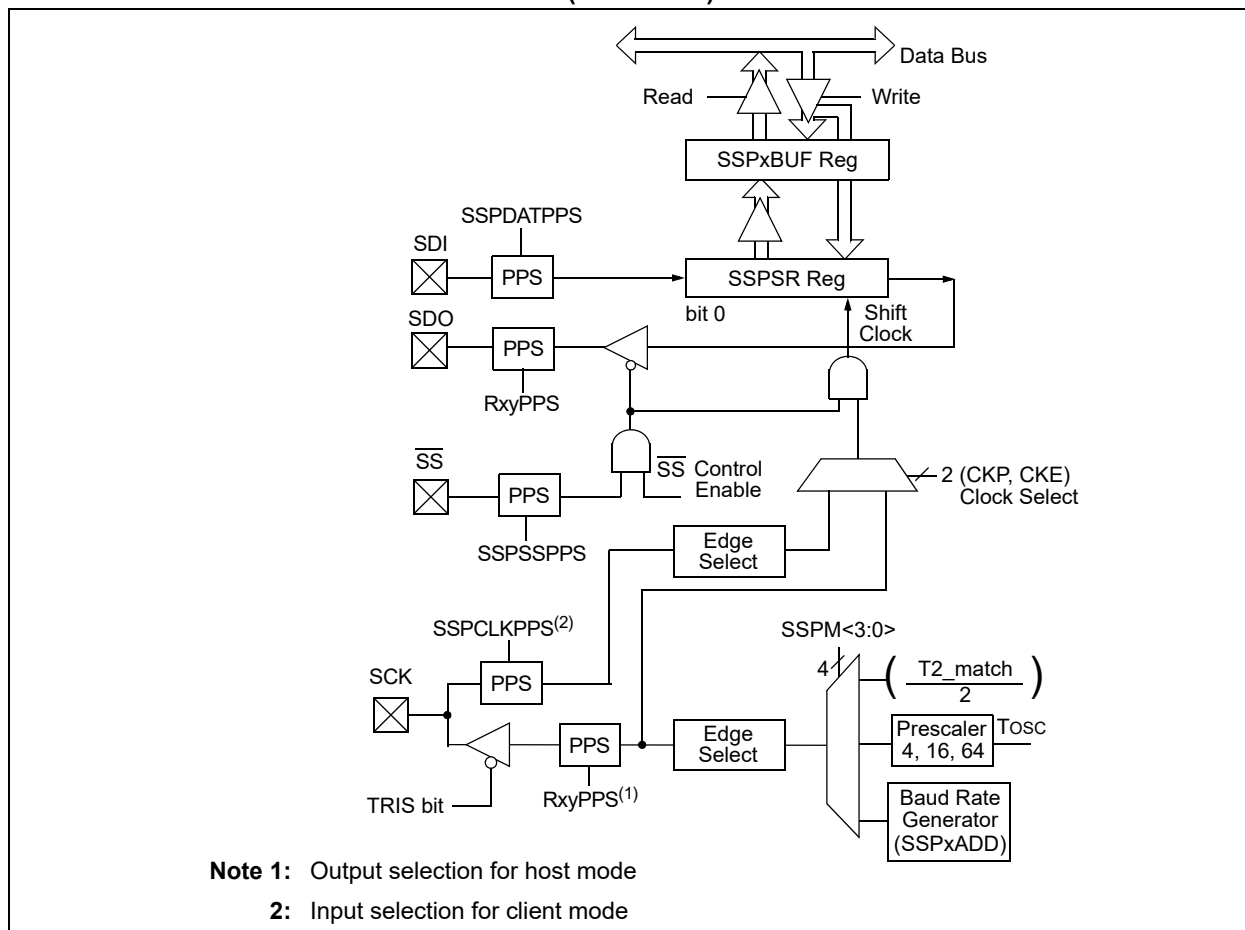 Data Bus
Read
Write
SSPxBUF Reg
SSPDATPPS
SDI
PPS
SSPSR Reg
bit 0
Shift
Clock
SDO
PPS
RxyPPS
SS
PPS
SS Control
Enable
SSPSSPPS
2 (CKP, CKE)
Clock Select
Edge
Select
SSPCLKPPS(2)
PPS
SCK
SSPM<3:0>
4
( T2_match )
2
Edge
Select
PPS
RxyPPS(1)
TRIS bit
Prescaler
4, 16, 64
TOSC
Baud Rate
Generator
(SSPxADD)
Note 1: Output selection for host mode
2: Input selection for client mode